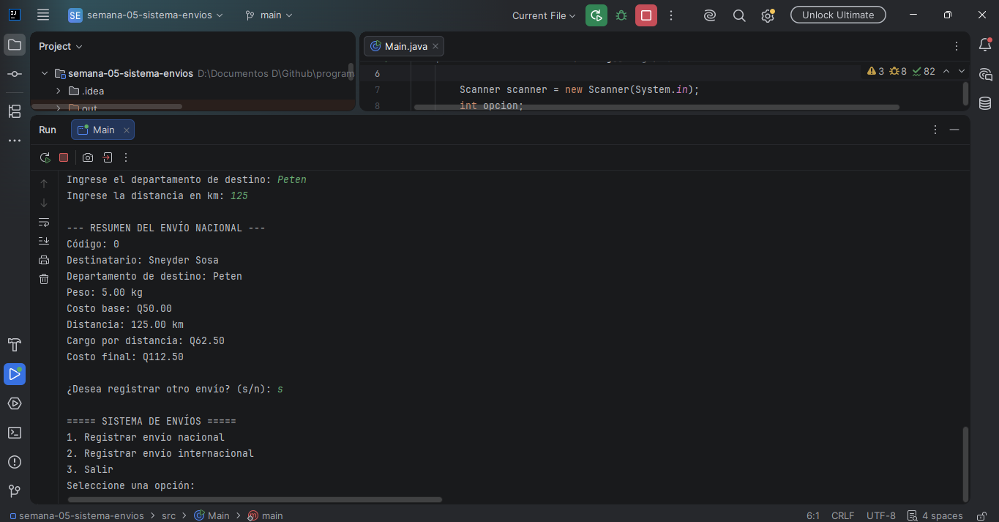 IJ
SE semana-05-sistema-envios main Current File Unlock Ultimate
Project
Main.java
semana-05-sistema-envios D:\Documentos D\Github\program
.idea
out
6
3 8 82
7 Scanner scanner = new Scanner(System.in);
8 int opcion;
Run Main
Ingrese el departamento de destino: Peten
Ingrese la distancia en km: 125
--- RESUMEN DEL ENVÍO NACIONAL ---
Código: 0
Destinatario: Sneyder Sosa
Departamento de destino: Peten
Peso: 5.00 kg
Costo base: Q50.00
Distancia: 125.00 km
Cargo por distancia: Q62.50
Costo final: Q112.50
¿Desea registrar otro envío? (s/n): s
===== SISTEMA DE ENVÍOS =====
1. Registrar envío nacional
2. Registrar envío internacional
3. Salir
Seleccione una opción:
semana-05-sistema-envios > src > Main > main 6:1 CRLF UTF-8 4 spaces